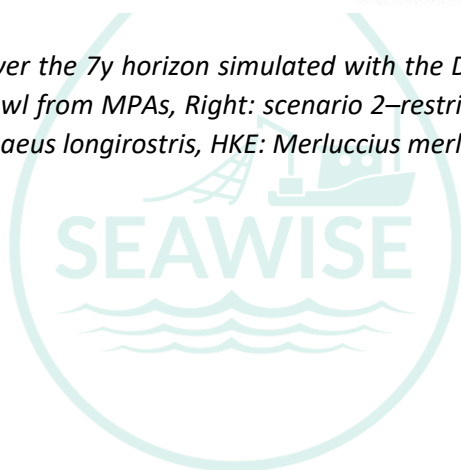 ver the 7y horizon simulated with the D
wl from MPAs, Right: scenario 2–restri
aeus longirostris, HKE: Merluccius merl
SEAWISE